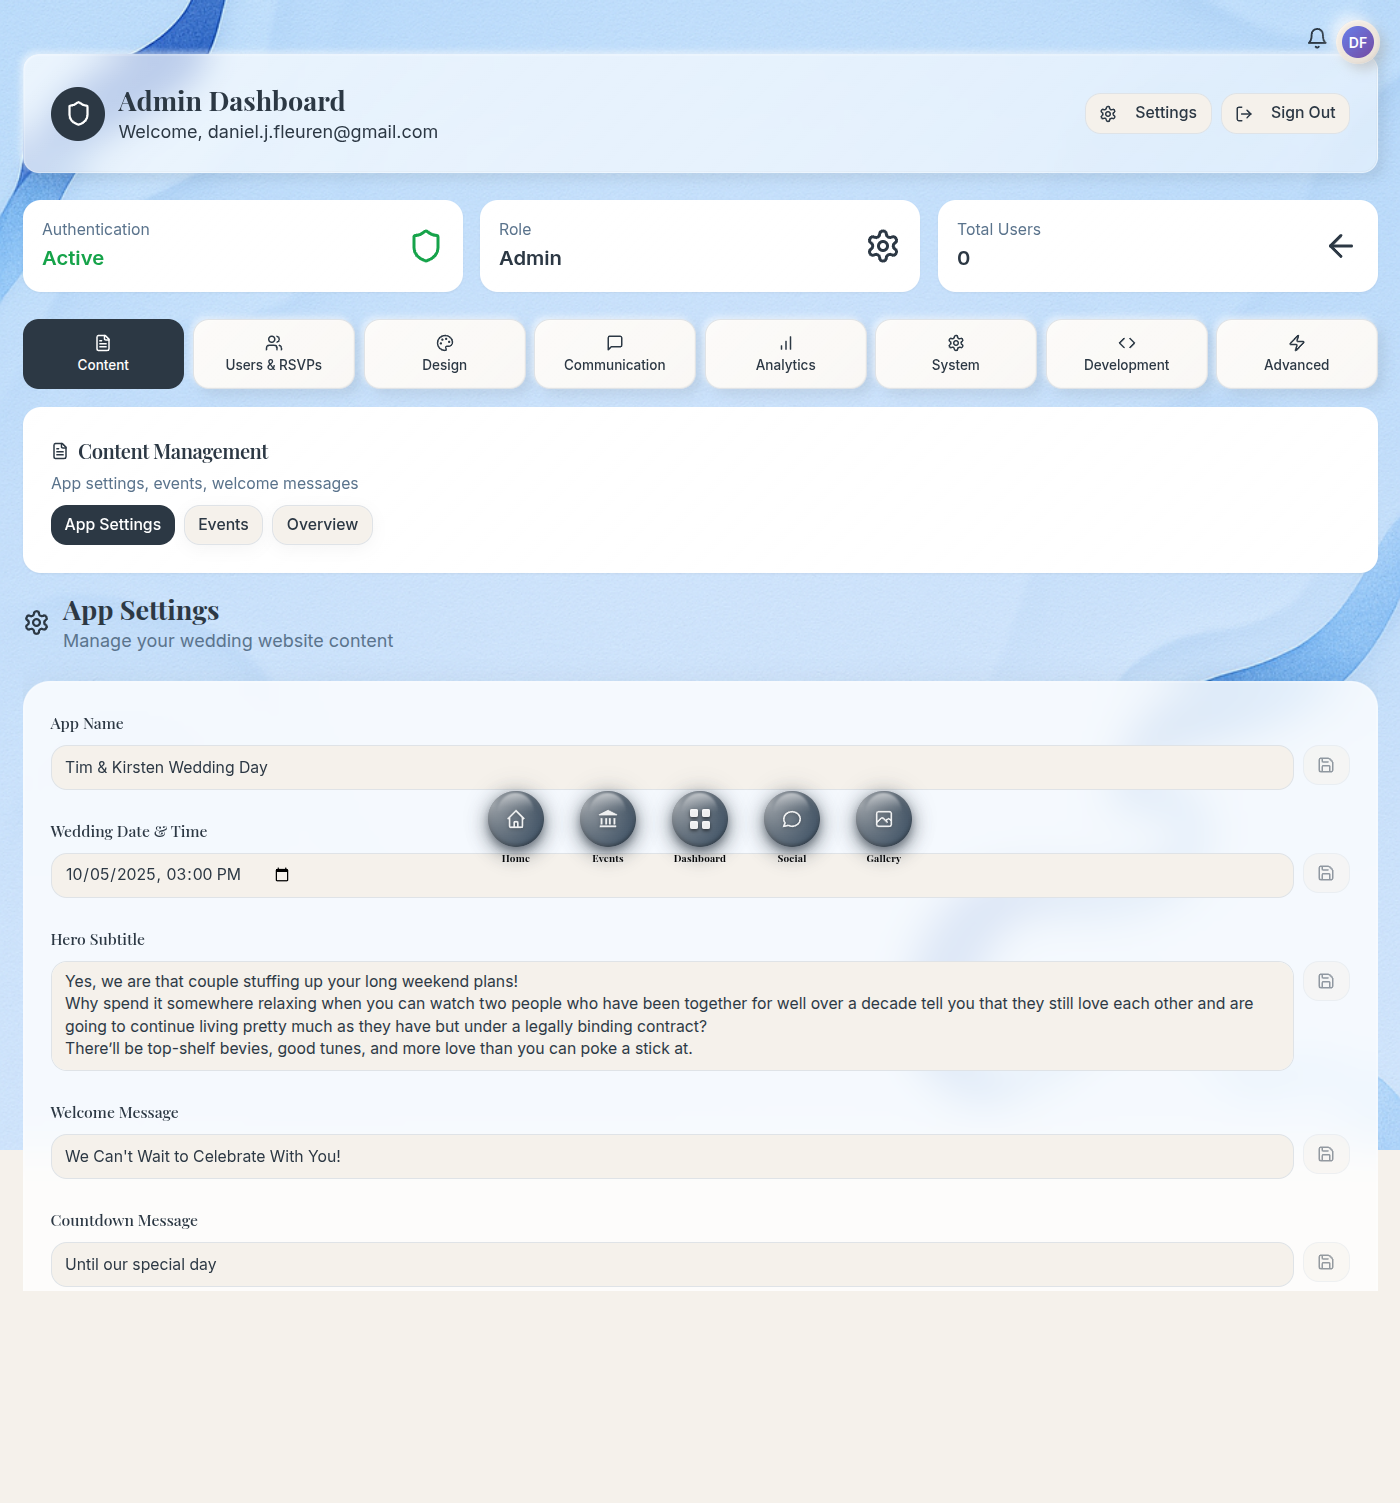 DF
Admin Dashboard
Welcome, daniel.j.fleuren@gmail.com
Settings
Sign Out
Authentication
Active
Role
Admin
Total Users
0
Content
Users & RSVPs
Design
Communication
Analytics
System
Development
Advanced
Content Management
App settings, events, welcome messages
App Settings
Events
Overview
App Settings
Manage your wedding website content
App Name
Tim & Kirsten Wedding Day
Home
Events
Dashboard
Social
Gallery
Wedding Date & Time
10/05/2025, 03:00 PM
Hero Subtitle
Yes, we are that couple stuffing up your long weekend plans!
Why spend it somewhere relaxing when you can watch two people who have been together for well over a decade tell you that they still love each other and are
going to continue living pretty much as they have but under a legally binding contract?
There’ll be top-shelf bevies, good tunes, and more love than you can poke a stick at.
Welcome Message
We Can't Wait to Celebrate With You!
Countdown Message
Until our special day